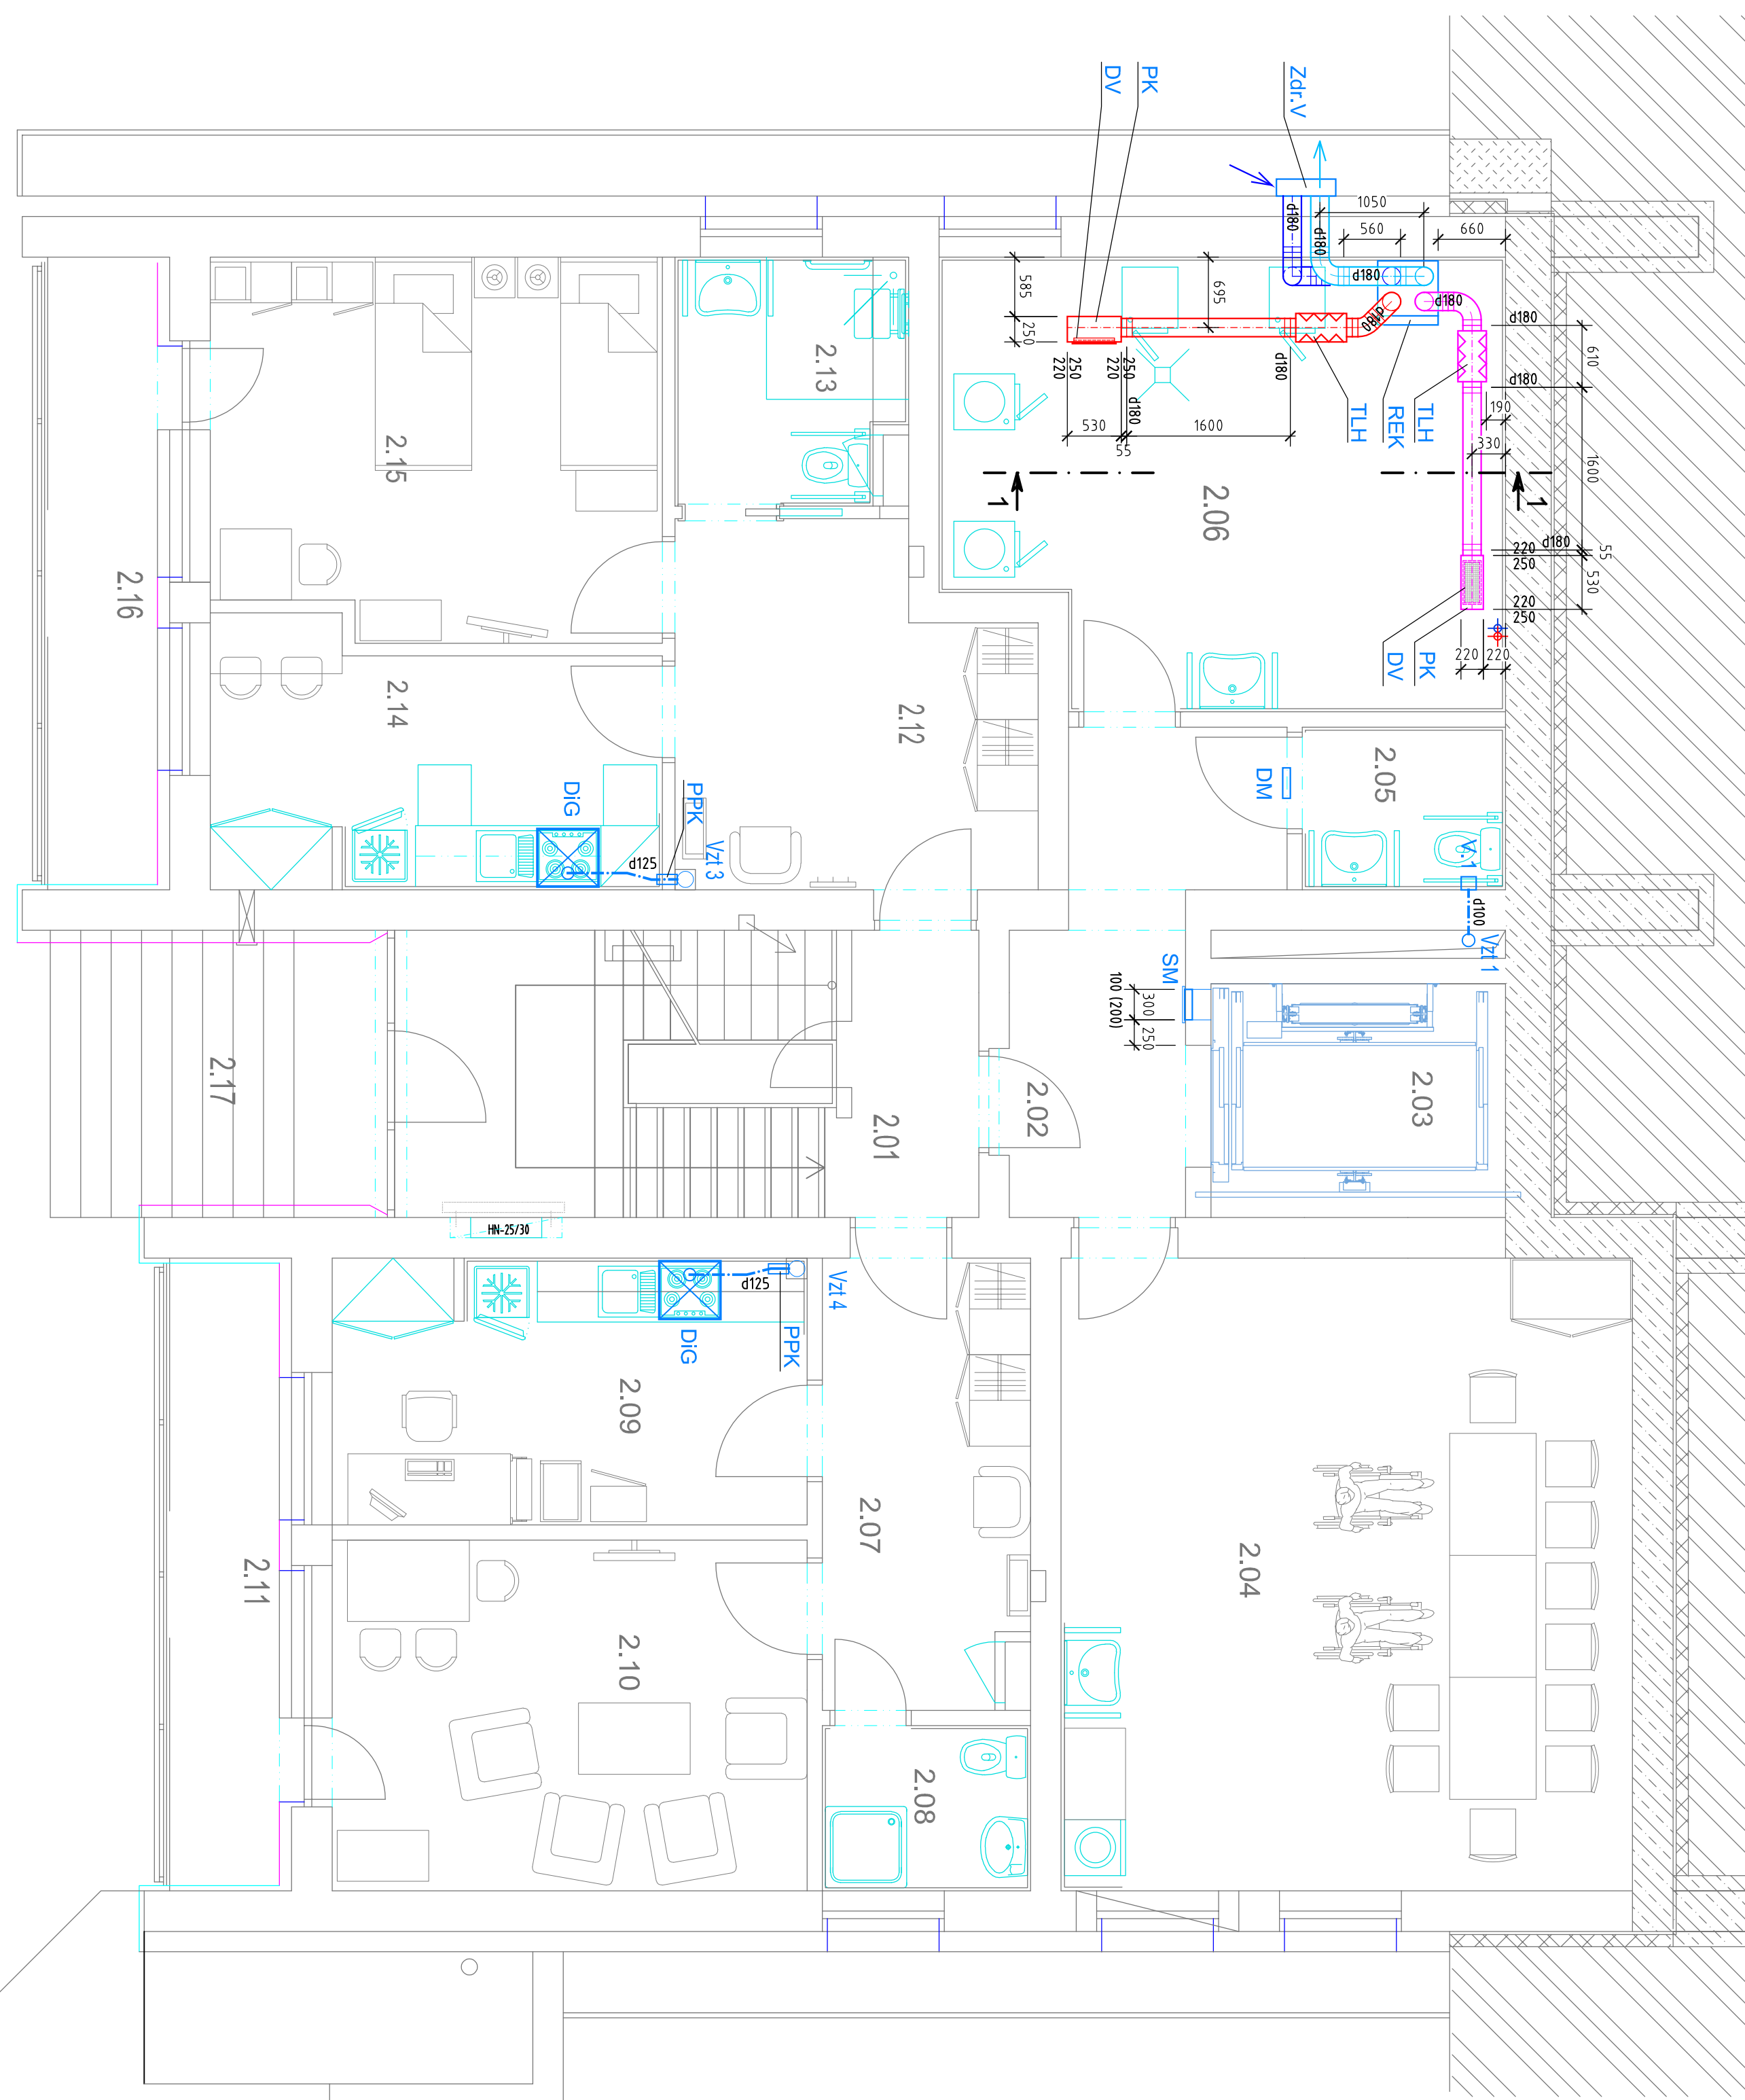 Zdr.V
PK
DV
1050
560
660
d180
d180
d180
d180
d180
585
250
695
d180
610
d180
190
330
1600
d180
55
530
220
250
220
250
220
220
PK
DV
TLH
REK
TLH
d180
250
220
250
220
d180
530
55
1600
1
1
2.06
2.13
2.15
2.16
2.14
2.12
2.05
DM
DiG
PPK
Vzt 3
d125
V.1
d100
Vzt 1
SM
100 (200)
300
250
2.03
2.02
2.01
2.17
HN-25/30
Vzt 4
d125
PPK
DiG
2.09
2.07
2.04
2.11
2.10
2.08